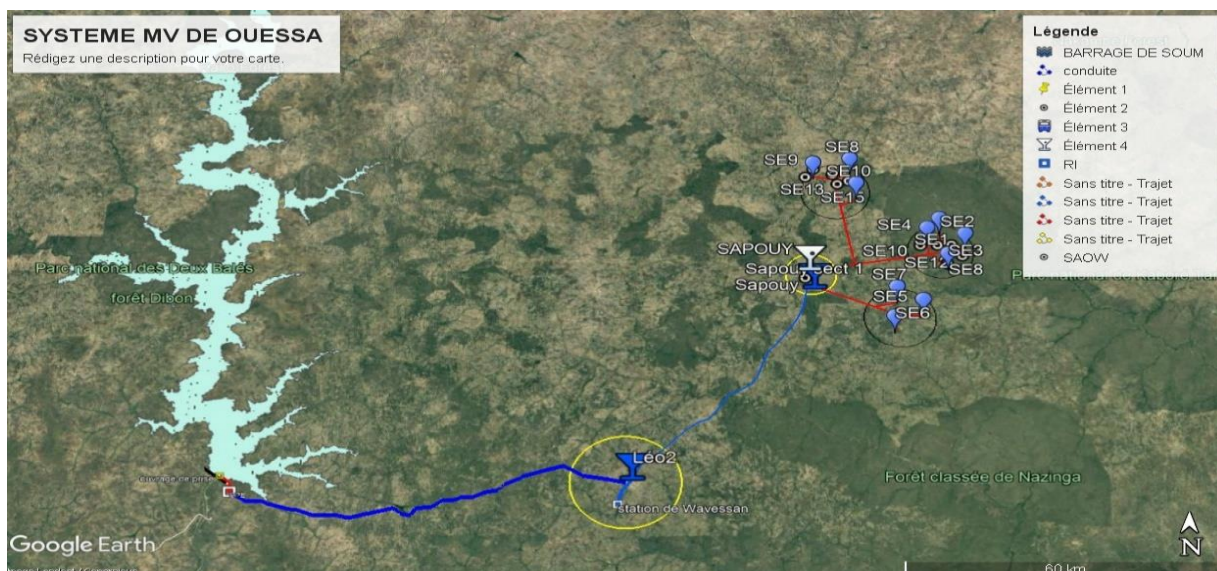 SYSTEME MV DE OUESSA
Rédigez une description pour votre carte.
Légende
BARRAGE DE SOUM
conduite
Élément 1
Élément 2
Élément 3
Élément 4
RI
Sans titre - Trajet
Sans titre - Trajet
Sans titre - Trajet
Sans titre - Trajet
SAOW
SE8
SE9
SE10
SE13
SE15
SE2
SE4
SE1
SE3
SE10
SE12
SE8
SAPOUY
Sapouy
SE7
SE5
SE6
Parc national des Deux Balés
forêt Dibon
Léo2
ouvrage de prise
station de Wavessan
Forêt classée de Nazinga
Google Earth
N
60 km